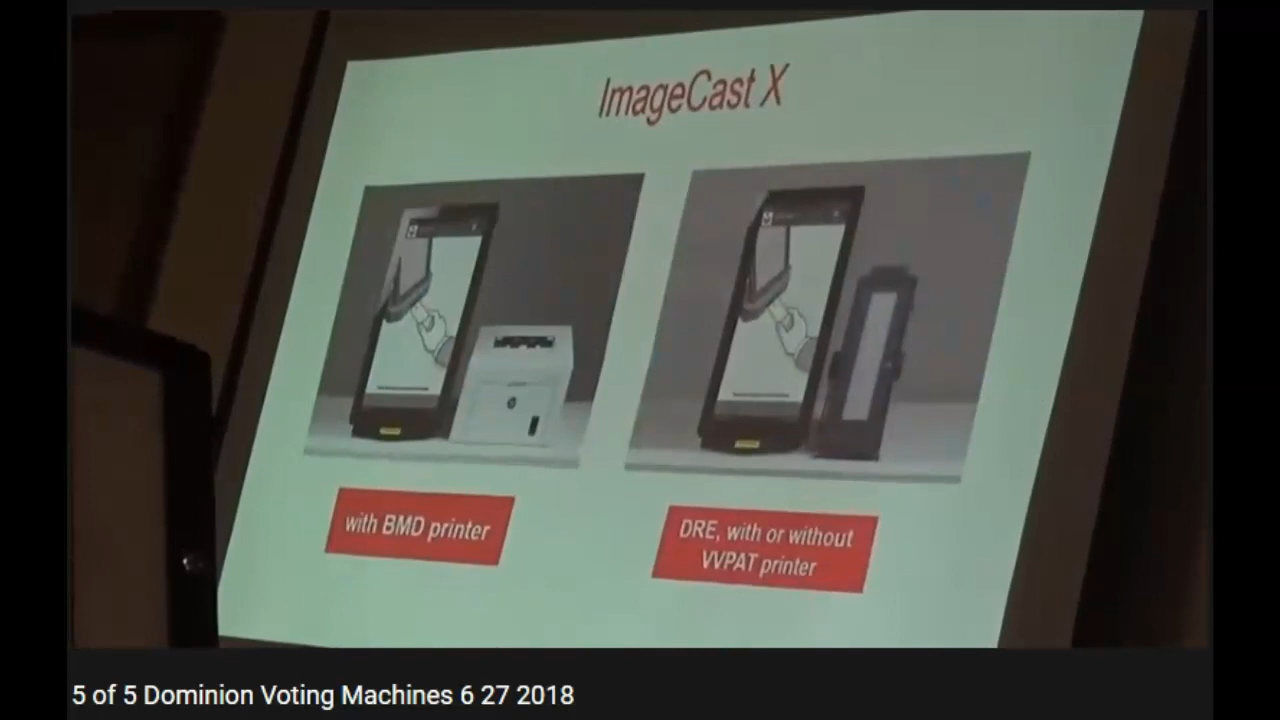 ImageCast X
with BMD printer
DRE, with or without
VVPAT printer
5 of 5 Dominion Voting Machines 6 27 2018